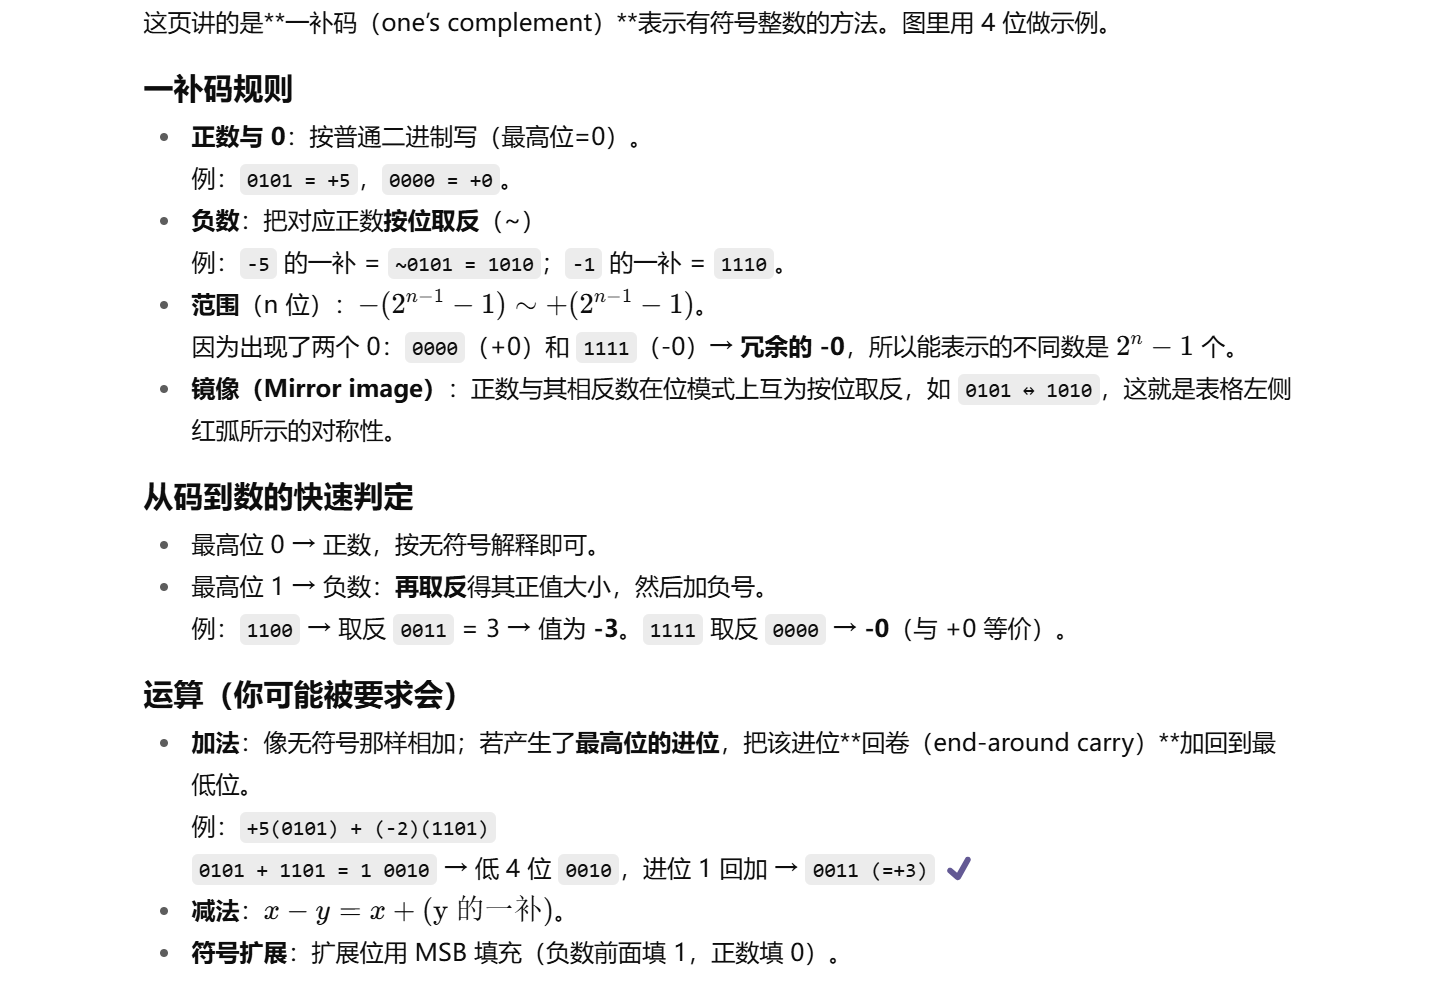 这页讲的是**一补码（one’s complement）**表示有符号整数的方法。图里用 4 位做示例。
一补码规则
• 正数与 0：按普通二进制写（最高位=0）。
例：0101 = +5，0000 = +0。
• 负数：把对应正数按位取反（~）
例：-5 的一补 = ~0101 = 1010；-1 的一补 = 1110。
• 范围（n 位）：−(2^{n−1} − 1) ∼ +(2^{n−1} − 1)。
因为出现了两个 0：0000（+0）和 1111（-0）→ 冗余的 -0，所以能表示的不同数是 2^n − 1 个。
• 镜像（Mirror image）：正数与其相反数在位模式上互为按位取反，如 0101 ↔ 1010，这就是表格左侧
红弧所示的对称性。
从码到数的快速判定
• 最高位 0 → 正数，按无符号解释即可。
• 最高位 1 → 负数：再取反得其正值大小，然后加负号。
例：1100 → 取反 0011 = 3 → 值为 -3。1111 取反 0000 → -0（与 +0 等价）。
运算（你可能被要求会）
• 加法：像无符号那样相加；若产生了最高位的进位，把该进位**回卷（end-around carry）**加回到最
低位。
例：+5(0101) + (-2)(1101)
0101 + 1101 = 1 0010 → 低 4 位 0010，进位 1 回加 → 0011 (=+3) ✔
• 减法：x − y = x + (y 的一补)。
• 符号扩展：扩展位用 MSB 填充（负数前面填 1，正数填 0）。